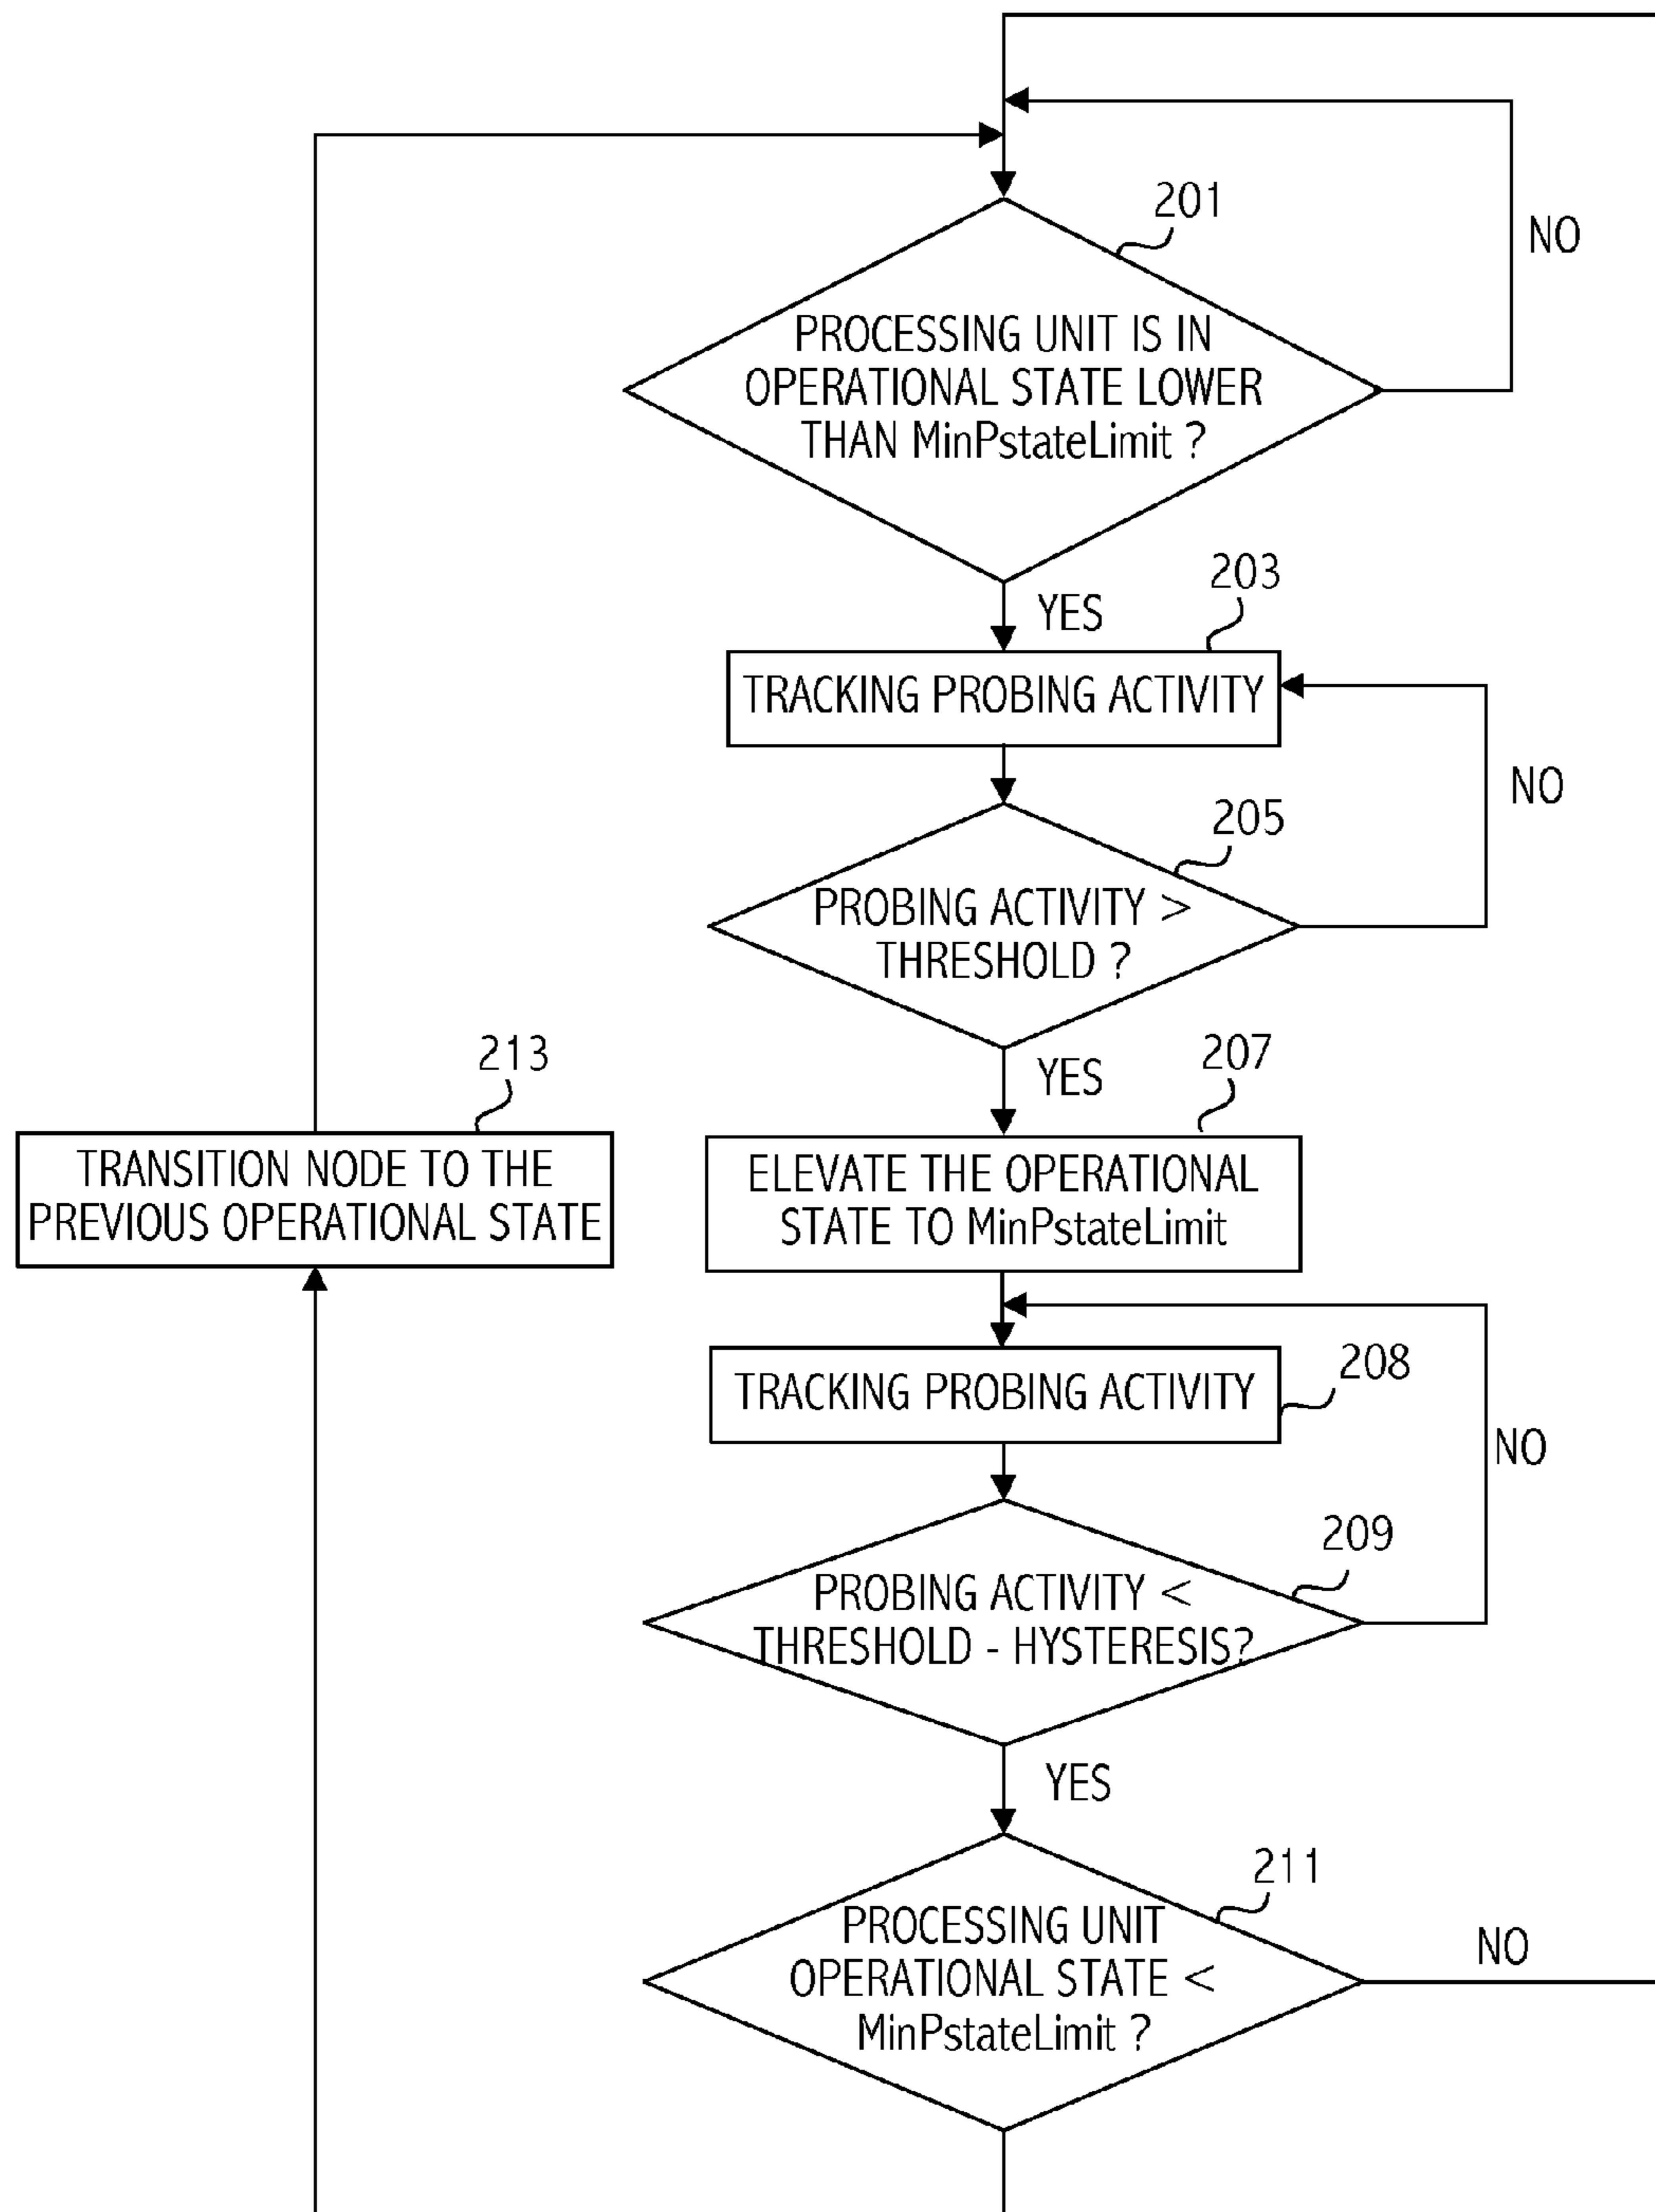 201
NO
PROCESSING UNIT IS IN
OPERATIONAL STATE LOWER
THAN MinPstateLimit ?
203
YES
TRACKING PROBING ACTIVITY
NO
205
PROBING ACTIVITY >
THRESHOLD ?
213
207
YES
TRANSITION NODE TO THE
PREVIOUS OPERATIONAL STATE
ELEVATE THE OPERATIONAL
STATE TO MinPstateLimit
208
TRACKING PROBING ACTIVITY
NO
209
PROBING ACTIVITY <
THRESHOLD - HYSTERESIS?
YES
211
PROCESSING UNIT
OPERATIONAL STATE <
MinPstateLimit ?
NO